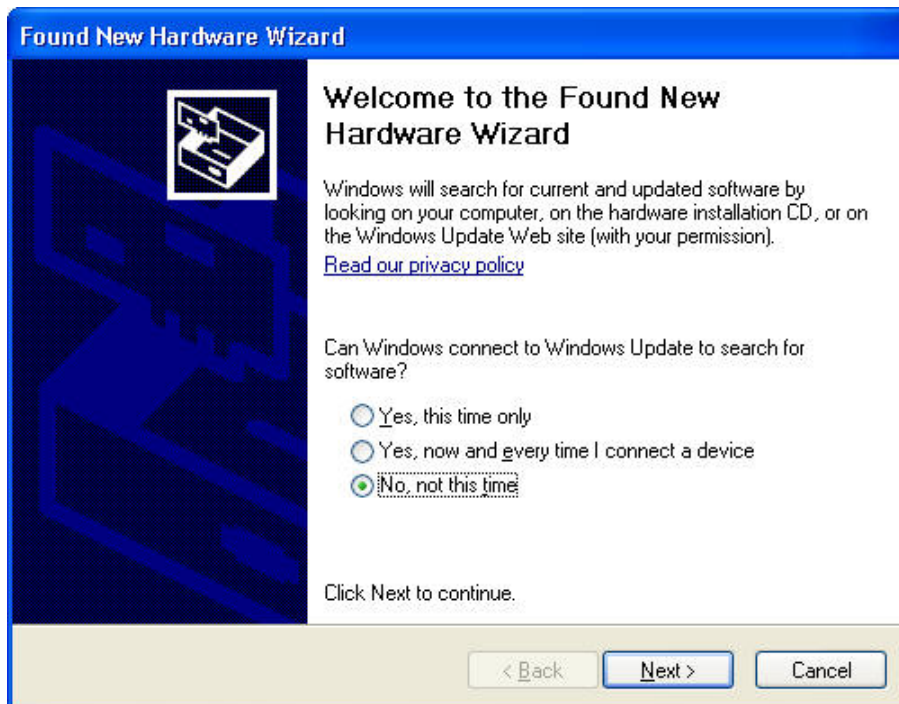 Found New Hardware Wizard
Welcome to the Found New
Hardware Wizard
Windows will search for current and updated software by
looking on your computer, on the hardware installation CD, or on
the Windows Update Web site (with your permission).
Read our privacy policy
Can Windows connect to Windows Update to search for
software?
Yes, this time only
Yes, now and every time I connect a device
No, not this time
Click Next to continue.
< Back
Next >
Cancel